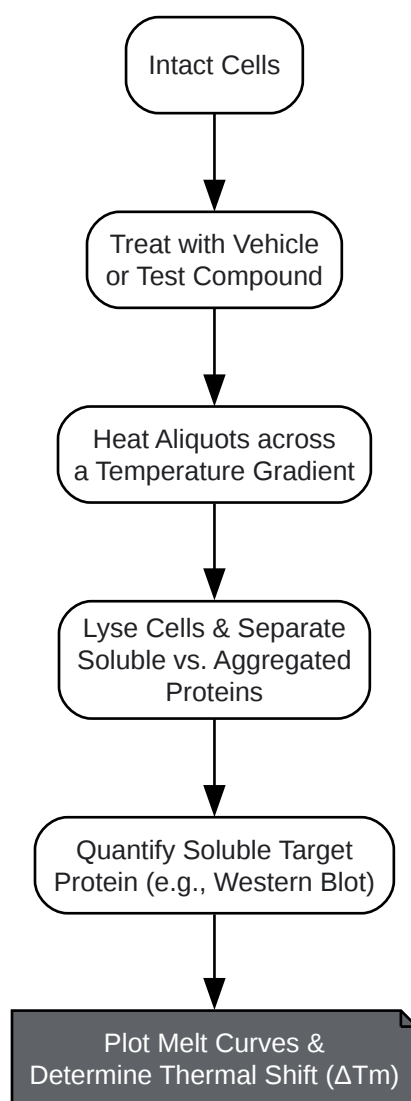 Intact Cells
Treat with Vehicle
or Test Compound
Heat Aliquots across
a Temperature Gradient
Lyse Cells & Separate
Soluble vs. Aggregated
Proteins
Quantify Soluble Target
Protein (e.g., Western Blot)
Plot Melt Curves &
Determine Thermal Shift (ΔTm)